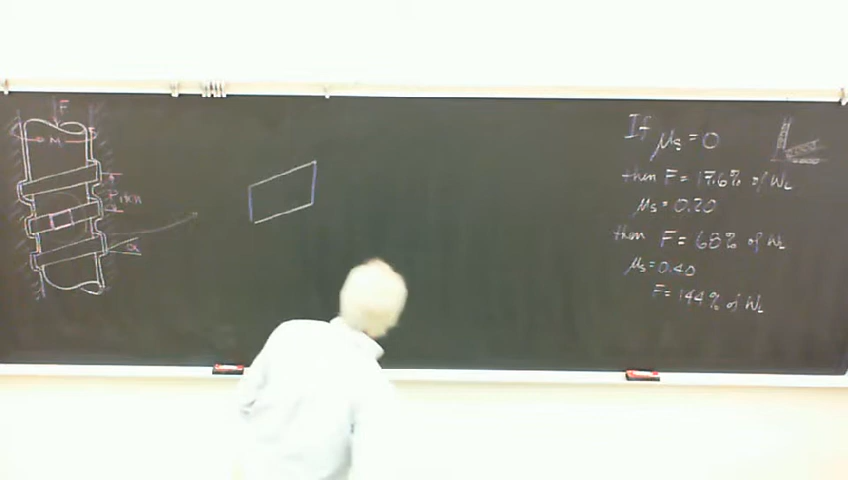 F
M
Pitch
α
If μs = 0
then F = 17.6% of WL
μs = 0.20
then F = 68% of WL
μs = 0.40
F = 144% of WL